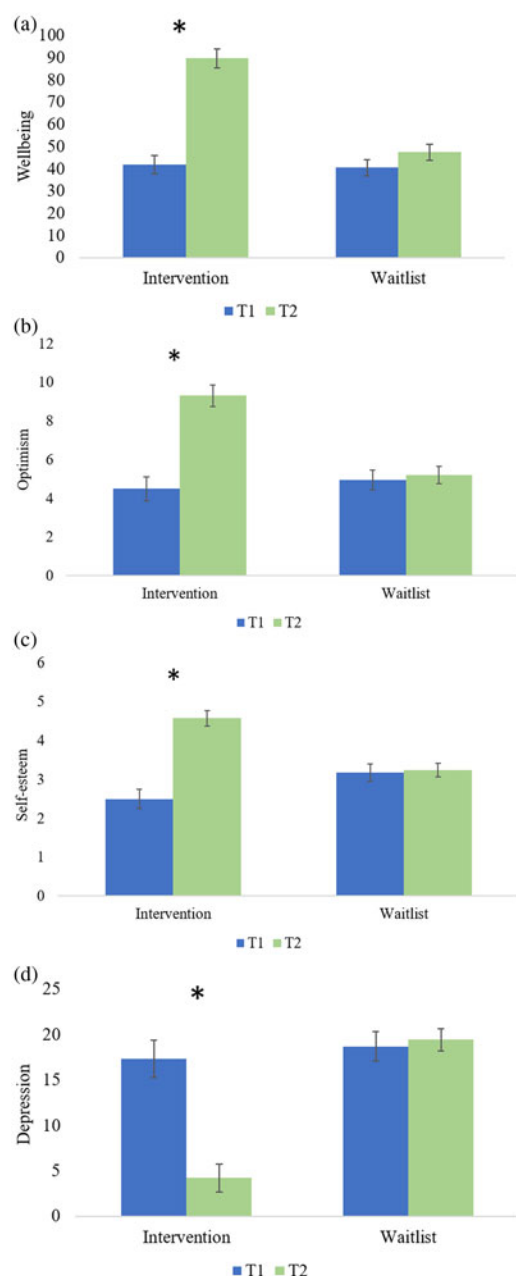 (a)
*
100
90
80
70
60
50
40
30
20
10
0
Wellbeing
Intervention Waitlist
T1 T2
(b)
*
12
10
8
6
4
2
0
Optimism
Intervention Waitlist
T1 T2
(c)
*
6
5
4
3
2
1
0
Self-esteem
Intervention Waitlist
T1 T2
(d)
*
25
20
15
10
5
0
Depression
Intervention Waitlist
T1 T2